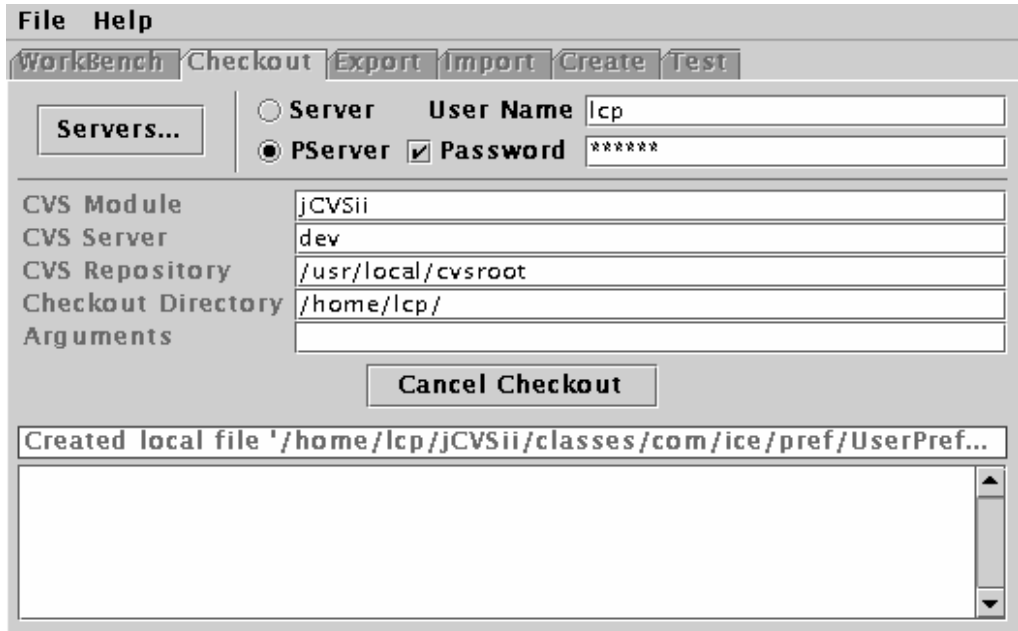 File Help
WorkBench Checkout Export Import Create Test
Servers...
Server User Name lcp
PServer Password ******
CVS Module jCVSii
CVS Server dev
CVS Repository /usr/local/cvsroot
Checkout Directory /home/lcp/
Arguments
Cancel Checkout
Created local file '/home/lcp/jCVSii/classes/com/ice/pref/UserPref...